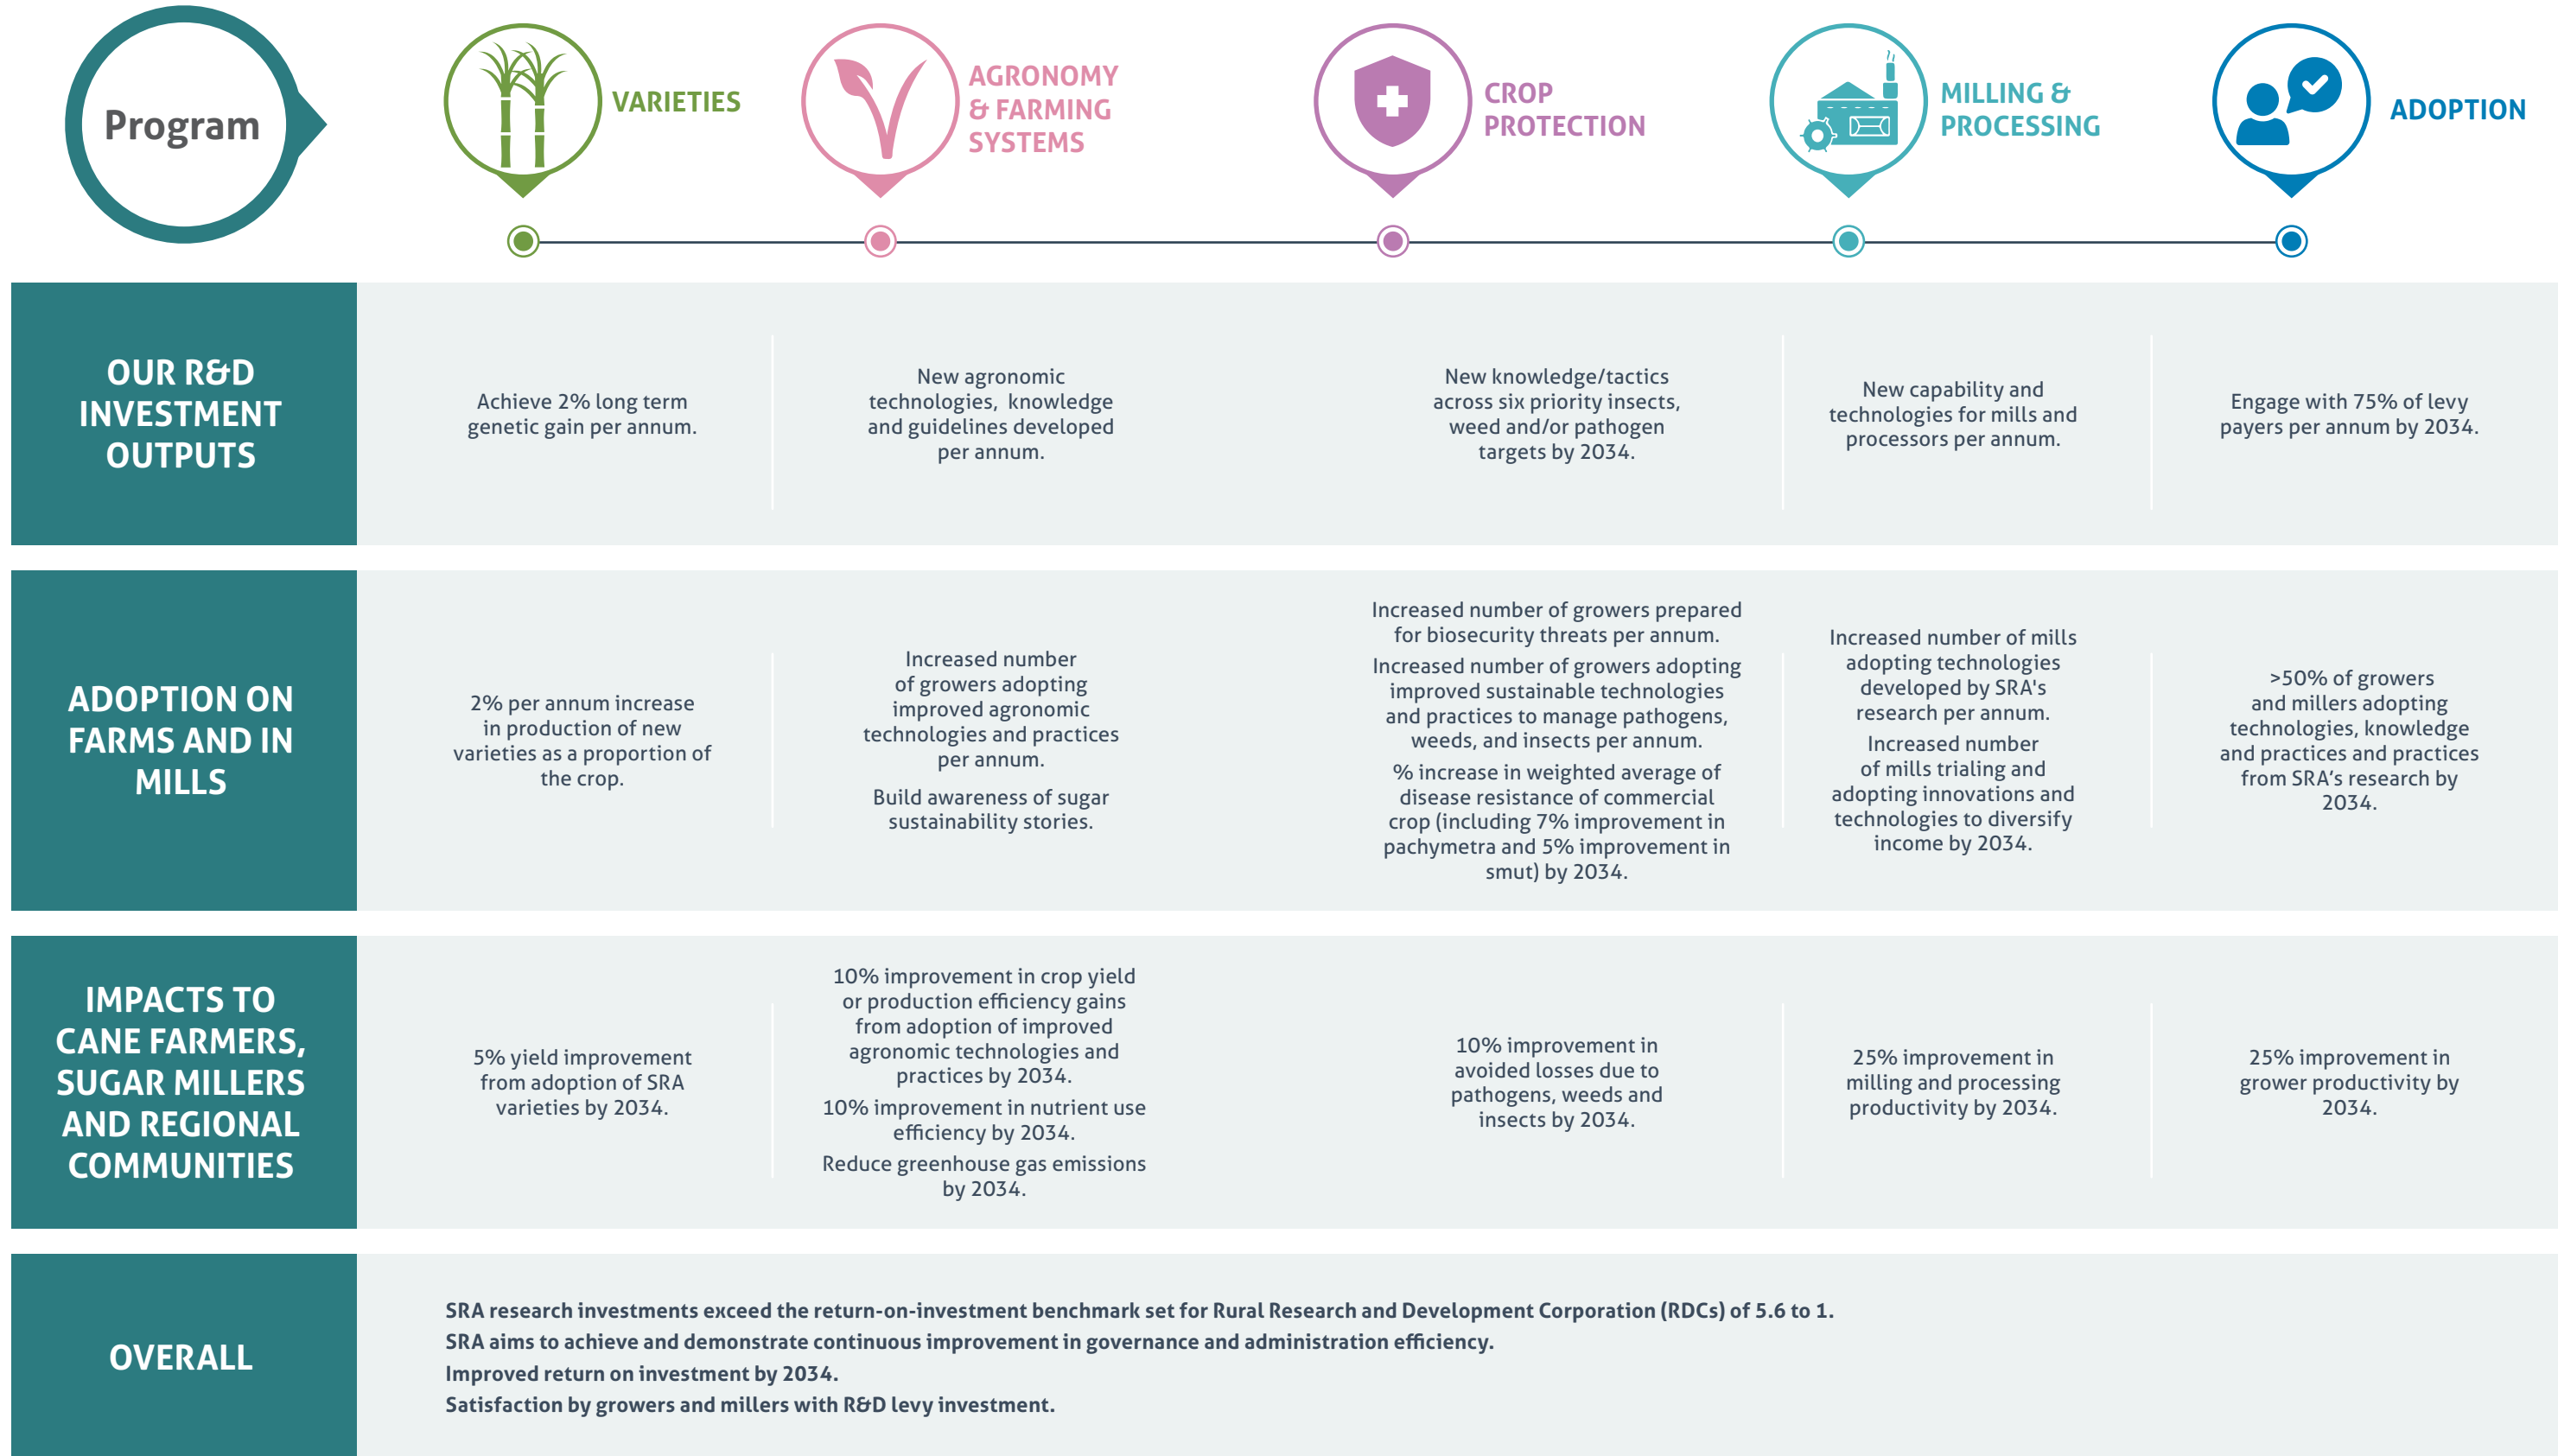 Program
VARIETIES
AGRONOMY
& FARMING
SYSTEMS
CROP
PROTECTION
MILLING &
PROCESSING
ADOPTION
OUR R&D
INVESTMENT
OUTPUTS
Achieve 2% long term
genetic gain per annum.
New agronomic
technologies, knowledge
and guidelines developed
per annum.
New knowledge/tactics
across six priority insects,
weed and/or pathogen
targets by 2034.
New capability and
technologies for mills and
processors per annum.
Engage with 75% of levy
payers per annum by 2034.
ADOPTION ON
FARMS AND IN
MILLS
2% per annum increase
in production of new
varieties as a proportion of
the crop.
Increased number
of growers adopting
improved agronomic
technologies and practices
per annum.
Build awareness of sugar
sustainability stories.
Increased number of growers prepared
for biosecurity threats per annum.
Increased number of growers adopting
improved sustainable technologies
and practices to manage pathogens,
weeds, and insects per annum.
% increase in weighted average of
disease resistance of commercial
crop (including 7% improvement in
pachymetra and 5% improvement in
smut) by 2034.
Increased number of mills
adopting technologies
developed by SRA's
research per annum.
Increased number
of mills trialing and
adopting innovations and
technologies to diversify
income by 2034.
>50% of growers
and millers adopting
technologies, knowledge
and practices and practices
from SRA’s research by
2034.
IMPACTS TO
CANE FARMERS,
SUGAR MILLERS
AND REGIONAL
COMMUNITIES
5% yield improvement
from adoption of SRA
varieties by 2034.
10% improvement in crop yield
or production efficiency gains
from adoption of improved
agronomic technologies and
practices by 2034.
10% improvement in nutrient use
efficiency by 2034.
Reduce greenhouse gas emissions
by 2034.
10% improvement in
avoided losses due to
pathogens, weeds and
insects by 2034.
25% improvement in
milling and processing
productivity by 2034.
25% improvement in
grower productivity by
2034.
OVERALL
SRA research investments exceed the return-on-investment benchmark set for Rural Research and Development Corporation (RDCs) of 5.6 to 1.
SRA aims to achieve and demonstrate continuous improvement in governance and administration efficiency.
Improved return on investment by 2034.
Satisfaction by growers and millers with R&D levy investment.